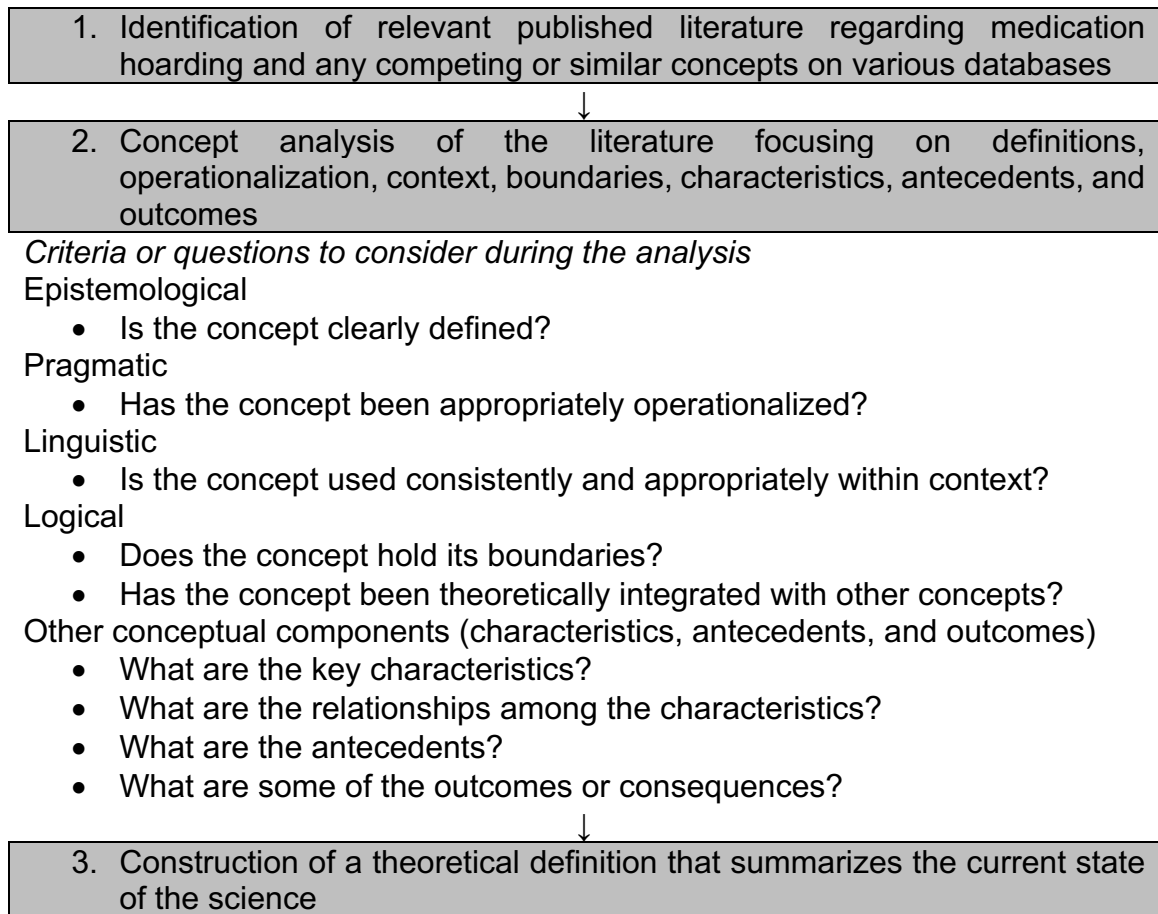 1. Identification of relevant published literature regarding medication
hoarding and any competing or similar concepts on various databases
↓
2. Concept analysis of the literature focusing on definitions,
operationalization, context, boundaries, characteristics, antecedents, and
outcomes
Criteria or questions to consider during the analysis
Epistemological
• Is the concept clearly defined?
Pragmatic
• Has the concept been appropriately operationalized?
Linguistic
• Is the concept used consistently and appropriately within context?
Logical
• Does the concept hold its boundaries?
• Has the concept been theoretically integrated with other concepts?
Other conceptual components (characteristics, antecedents, and outcomes)
• What are the key characteristics?
• What are the relationships among the characteristics?
• What are the antecedents?
• What are some of the outcomes or consequences?
↓
3. Construction of a theoretical definition that summarizes the current state
of the science